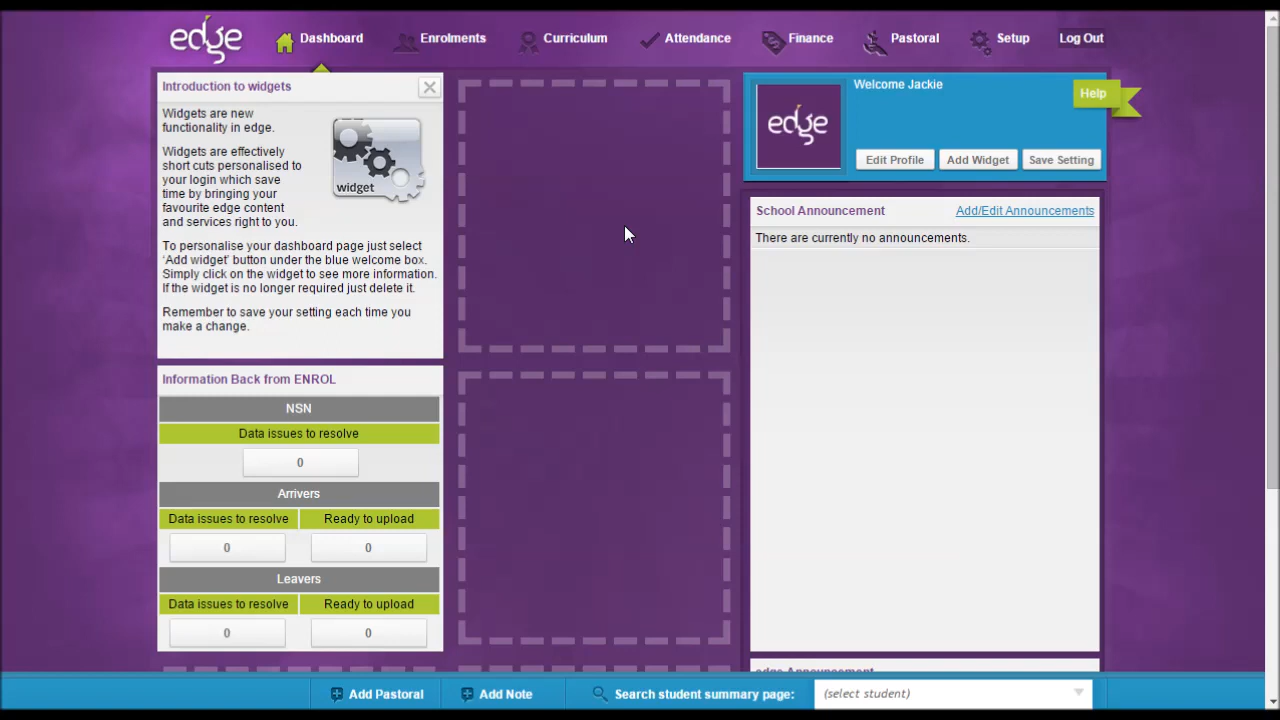 edge
Dashboard
Enrolments
Curriculum
Attendance
Finance
Pastoral
Setup
Log Out
Introduction to widgets
Widgets are new
functionality in edge.
Widgets are effectively
short cuts personalised to
your login which save
time by bringing your
favourite edge content
and services right to you.
widget
To personalise your dashboard page just select
'Add widget' button under the blue welcome box.
Simply click on the widget to see more information.
If the widget is no longer required just delete it.
Remember to save your setting each time you
make a change.
Information Back from ENROL
NSN
Data issues to resolve
0
Arrivers
Data issues to resolve Ready to upload
0 0
Leavers
Data issues to resolve Ready to upload
0 0
edge
Welcome Jackie
Help
Edit Profile
Add Widget
Save Setting
School Announcement
Add/Edit Announcements
There are currently no announcements.
edge Announcement
Add Pastoral
Add Note
Search student summary page:
(select student)